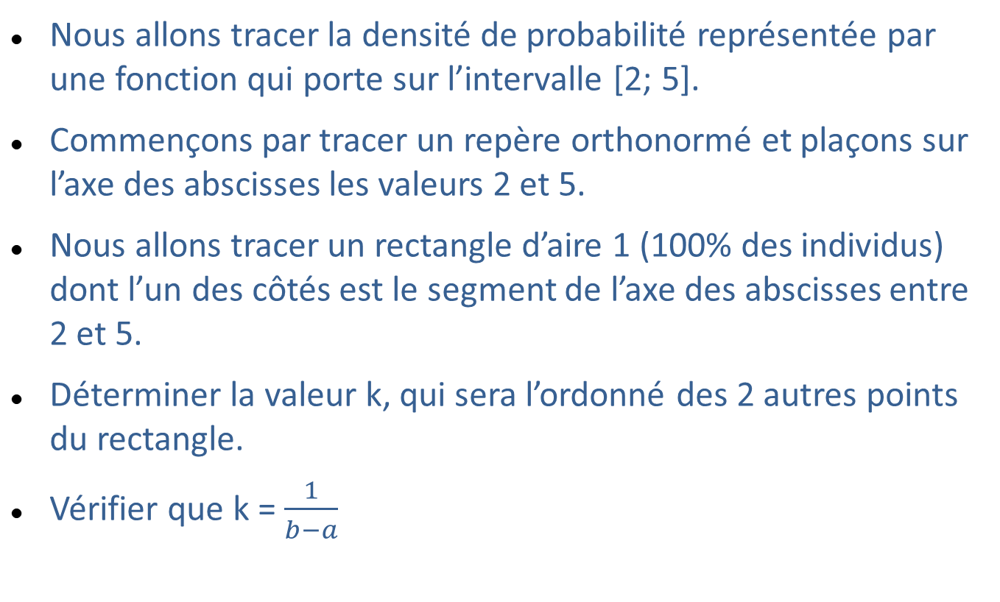 • Nous allons tracer la densité de probabilité représentée par
une fonction qui porte sur l’intervalle [2; 5].
• Commençons par tracer un repère orthonormé et plaçons sur
l’axe des abscisses les valeurs 2 et 5.
• Nous allons tracer un rectangle d’aire 1 (100% des individus)
dont l’un des côtés est le segment de l’axe des abscisses entre
2 et 5.
• Déterminer la valeur k, qui sera l’ordonné des 2 autres points
du rectangle.
• Vérifier que k = \frac{1}{b-a}